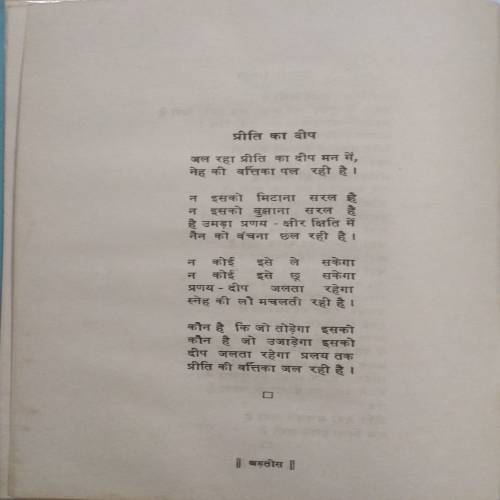 प्रीति का दीप
जल रहा प्रीति का दीप मन में,
नेह की वर्त्तिका पल रही है।
न इसको मिटाना सरल है
न इसको बुझाना सरल है
है उमड़ा प्रणय - क्षीर क्षिति में
नैन को वंचना छल रही है।
न कोई इसे ले सकेगा
न कोई इसे छू सकेगा
प्रणय - दीप जलता रहेगा
स्नेह की लौ मचलती रही है।
कौन है कि जो तोड़ेगा इसको
कौन है जो उजाड़ेगा इसको
दीप जलता रहेगा प्रलय तक
प्रीति की वर्त्तिका जल रही है।
|| अड़तीस ||